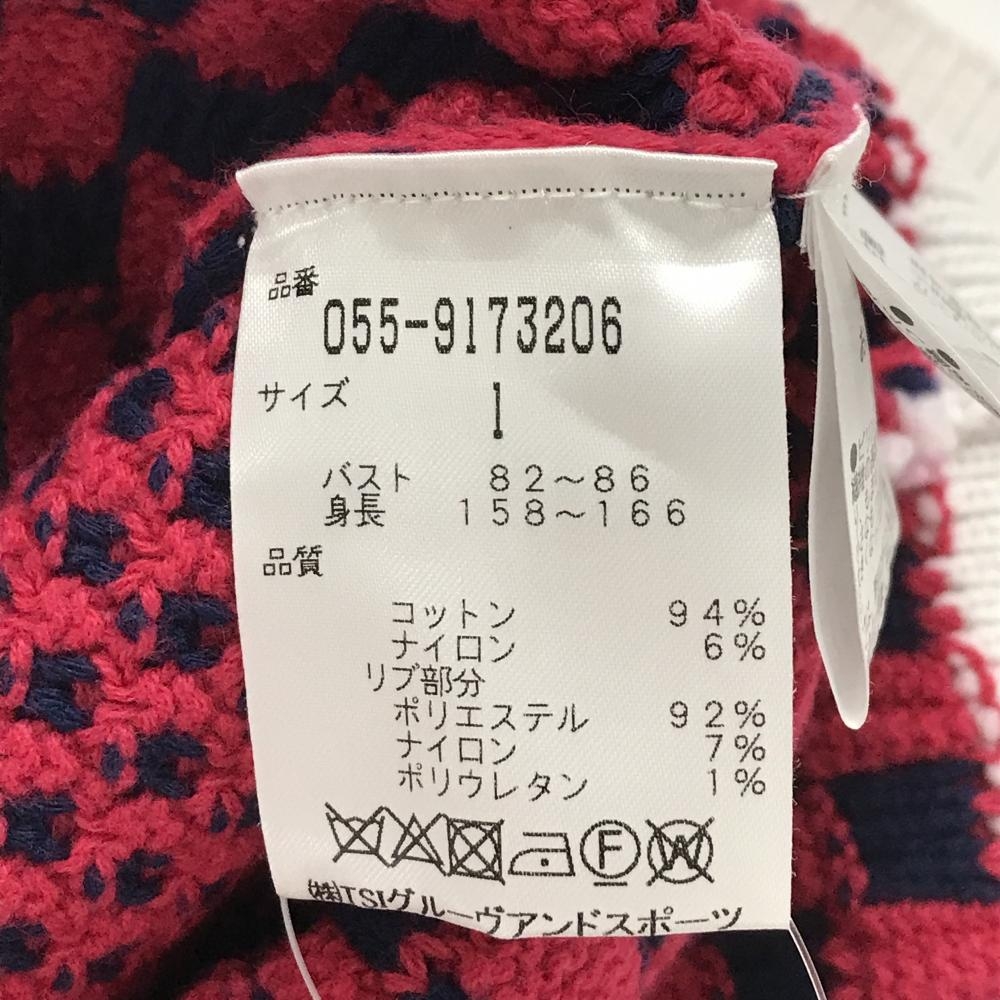 品番
055-9173206
サイズ 1
バスト 82～86
身長 158～166
品質
コットン 94%
ナイロン 6%
リブ部分
ポリエステル 92%
ナイロン 7%
ポリウレタン 1%
F W
㈱TSIグルーヴアンドスポーツ